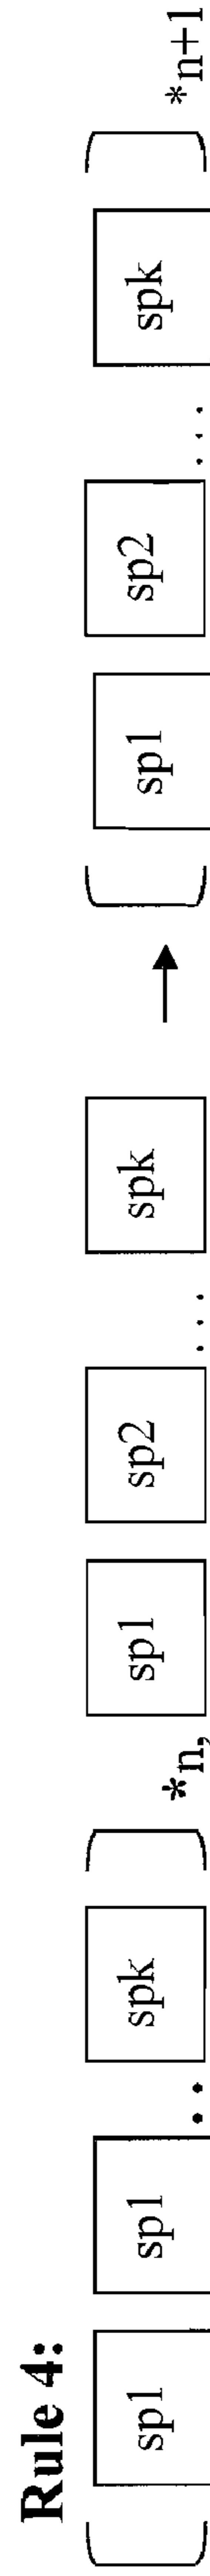 Rule 4:
( sp1 sp1 .. spk ) *n, sp1 sp2 ... spk → ( sp1 sp2 ... spk ) *n+1